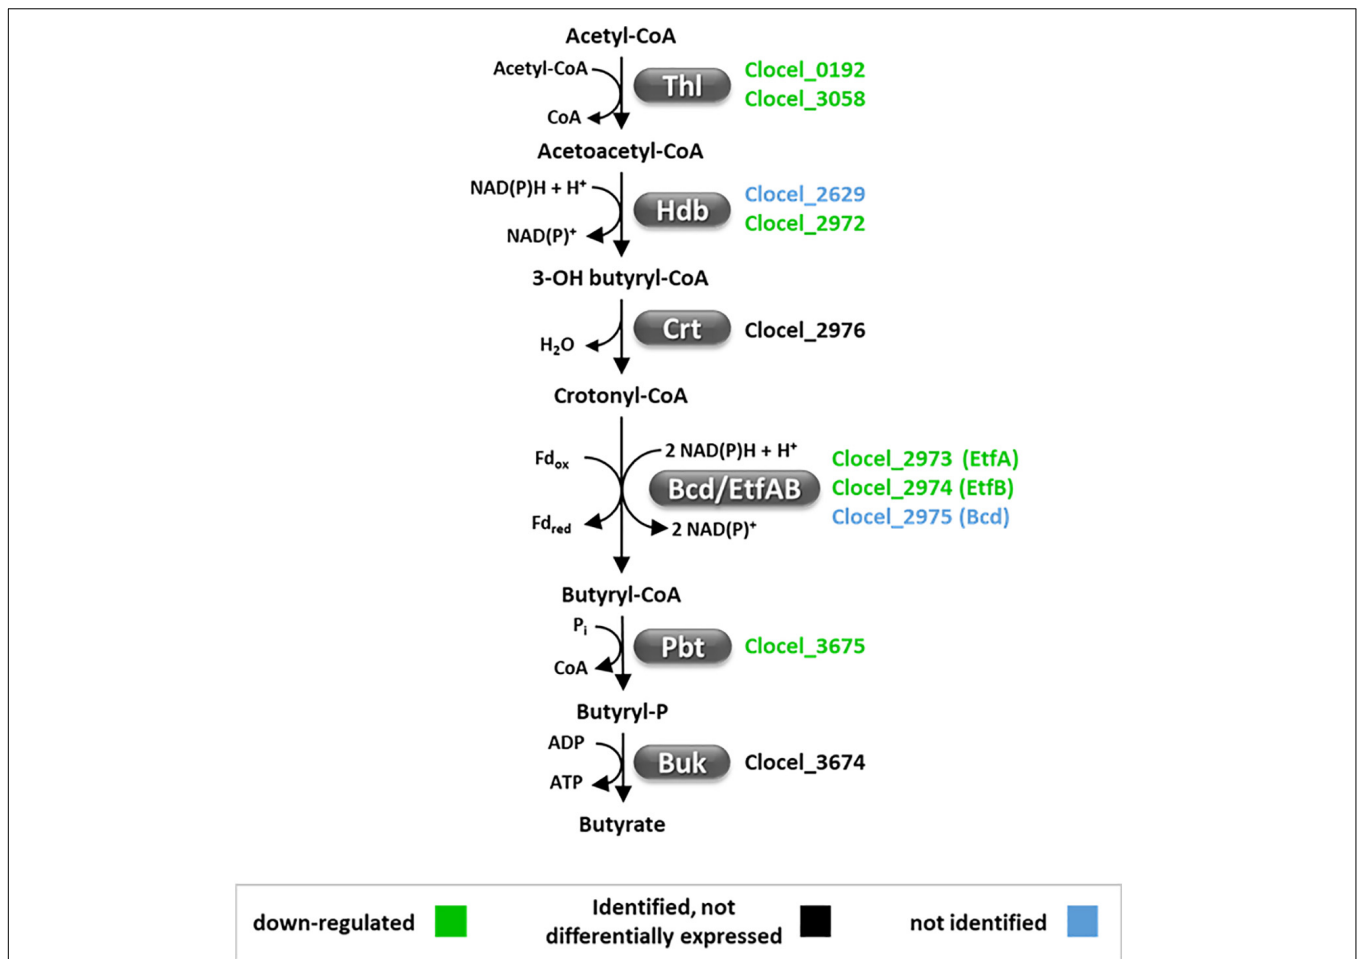 Acetyl-CoA
Acetyl-CoA
Thl
Clocel_0192
Clocel_3058
CoA
Acetoacetyl-CoA
NAD(P)H + H⁺
Hdb
Clocel_2629
Clocel_2972
NAD(P)⁺
3-OH butyryl-CoA
Crt
Clocel_2976
H₂O
Crotonyl-CoA
Fdₒₓ
2 NAD(P)H + H⁺
Bcd/EtfAB
Clocel_2973 (EtfA)
Clocel_2974 (EtfB)
Clocel_2975 (Bcd)
Fd_red
2 NAD(P)⁺
Butyryl-CoA
Pᵢ
Pbt
Clocel_3675
CoA
Butyryl-P
ADP
Buk
Clocel_3674
ATP
Butyrate
down-regulated
Identified, not
differentially expressed
not identified